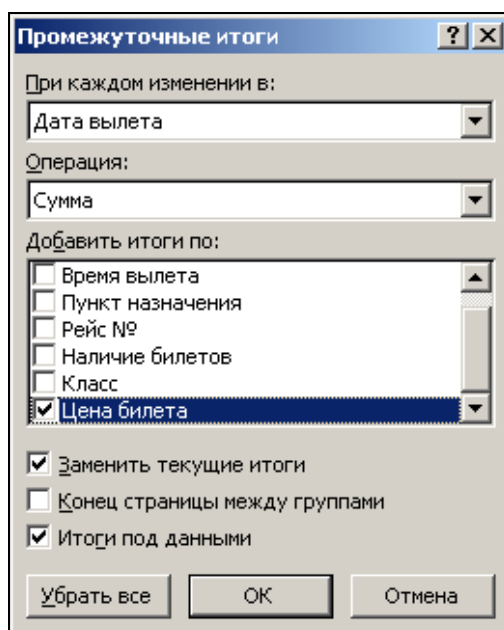 Промежуточные итоги
При каждом изменении в:
Дата вылета
Операция:
Сумма
Добавить итоги по:
Время вылета
Пункт назначения
Рейс №
Наличие билетов
Класс
Цена билета
Заменить текущие итоги
Конец страницы между группами
Итоги под данными
Убрать все ОК Отмена